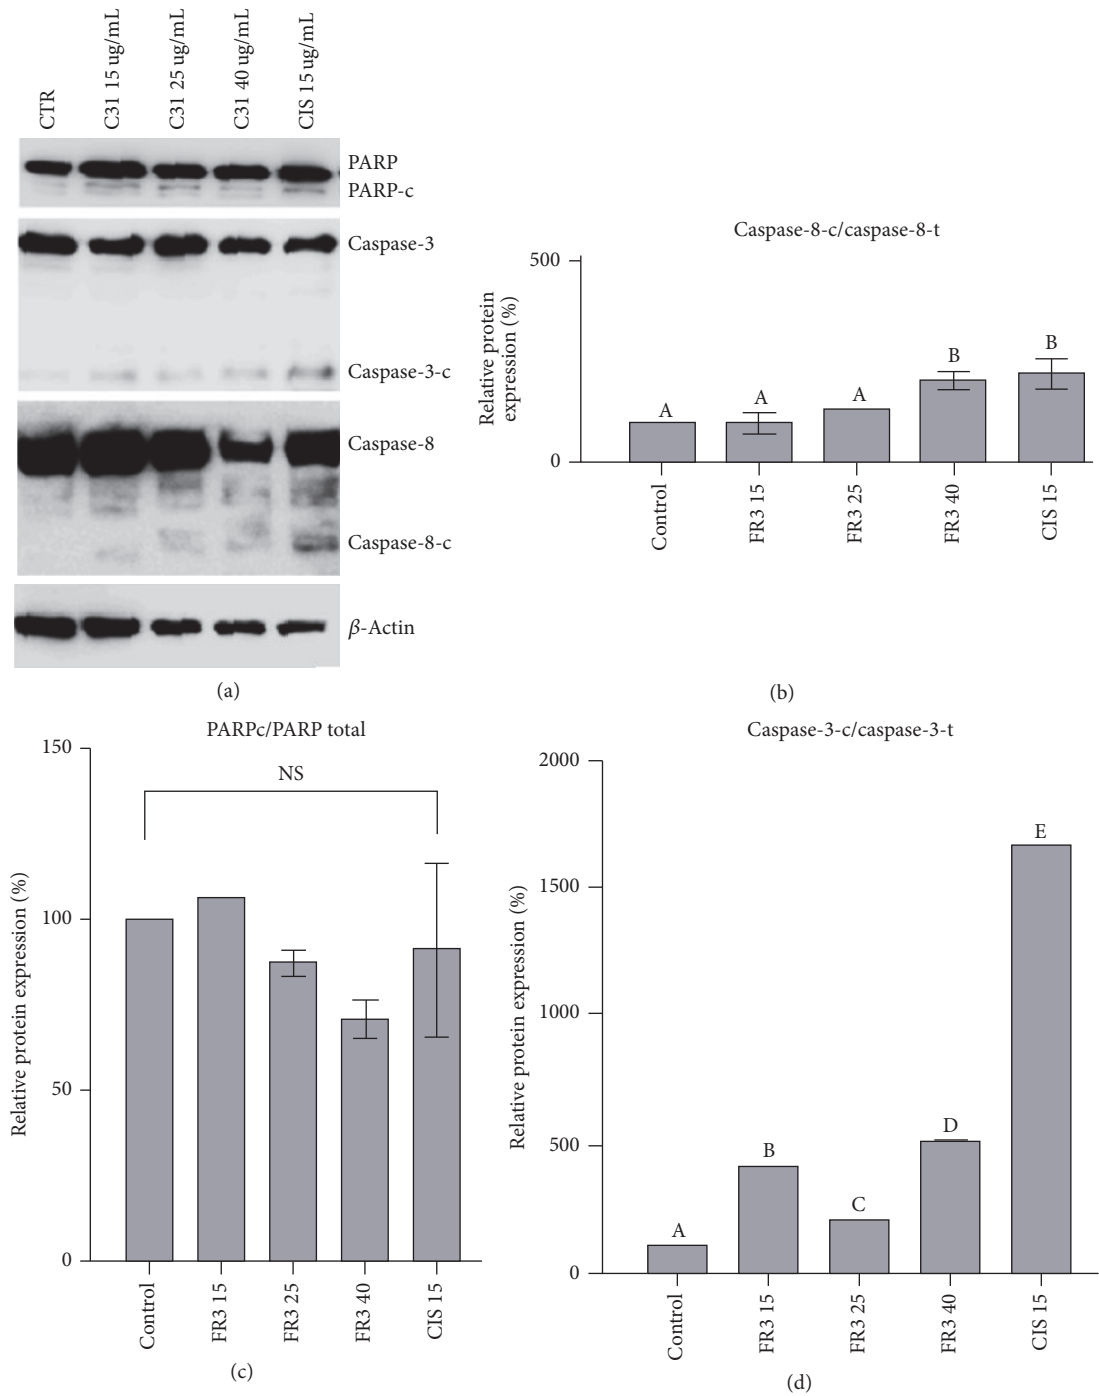 CTR
C31 15 ug/mL
C31 25 ug/mL
C31 40 ug/mL
CIS 15 ug/mL
PARP
PARP-c
Caspase-3
Caspase-3-c
Caspase-8
Caspase-8-c
β-Actin
(a)
Caspase-8-c/caspase-8-t
Relative protein
expression (%)
500
0
A
A
A
B
B
Control
FR3 15
FR3 25
FR3 40
CIS 15
(b)
PARPc/PARP total
Relative protein expression (%)
150
100
50
0
NS
Control
FR3 15
FR3 25
FR3 40
CIS 15
(c)
Caspase-3-c/caspase-3-t
Relative protein expression (%)
2000
1500
1000
500
0
A
B
C
D
E
Control
FR3 15
FR3 25
FR3 40
CIS 15
(d)